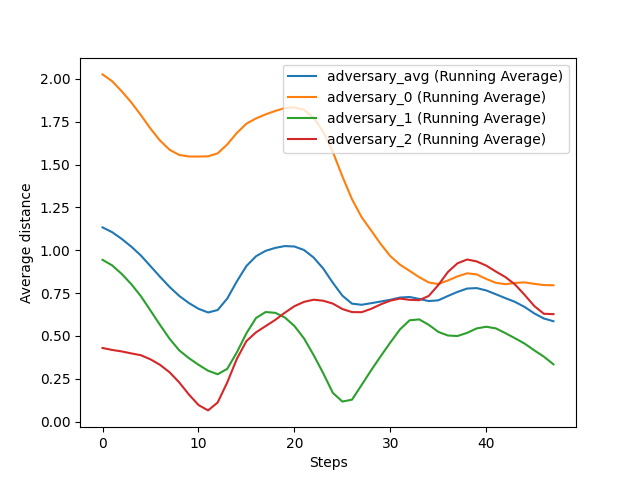 adversary_avg (Running Average)
adversary_0 (Running Average)
adversary_1 (Running Average)
adversary_2 (Running Average)
Average distance
2.00
1.75
1.50
1.25
1.00
0.75
0.50
0.25
0.00
0 10 20 30 40
Steps